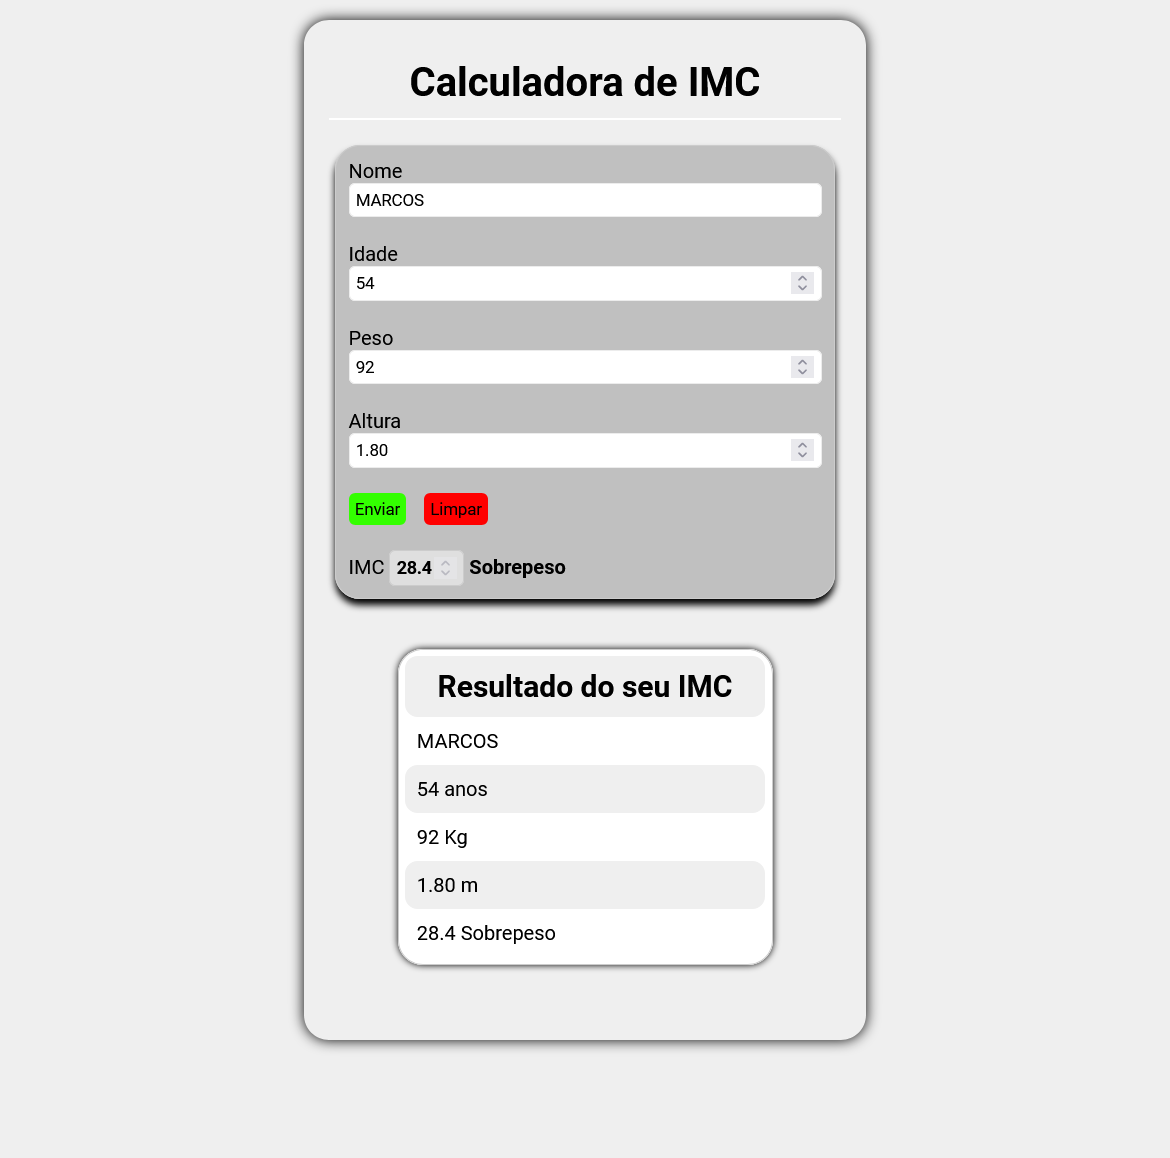 Calculadora de IMC
Nome
MARCOS
Idade
54
Peso
92
Altura
1.80
Enviar Limpar
IMC 28.4 Sobrepeso
Resultado do seu IMC
MARCOS
54 anos
92 Kg
1.80 m
28.4 Sobrepeso